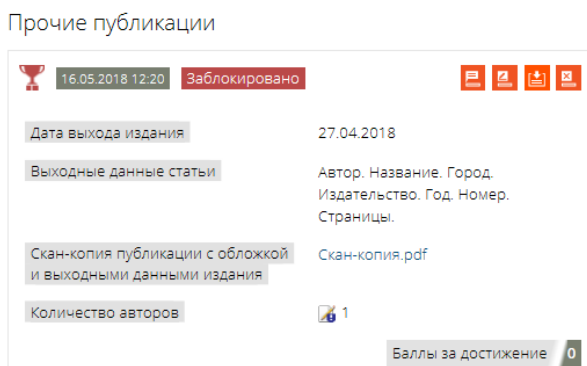 Прочие публикации
16.05.2018 12:20 Заблокировано
Дата выхода издания 27.04.2018
Выходные данные статьи Автор. Название. Город.
Издательство. Год. Номер.
Страницы.
Скан-копия публикации с обложкой Скан-копия.pdf
и выходными данными издания
Количество авторов 1
Баллы за достижение 0